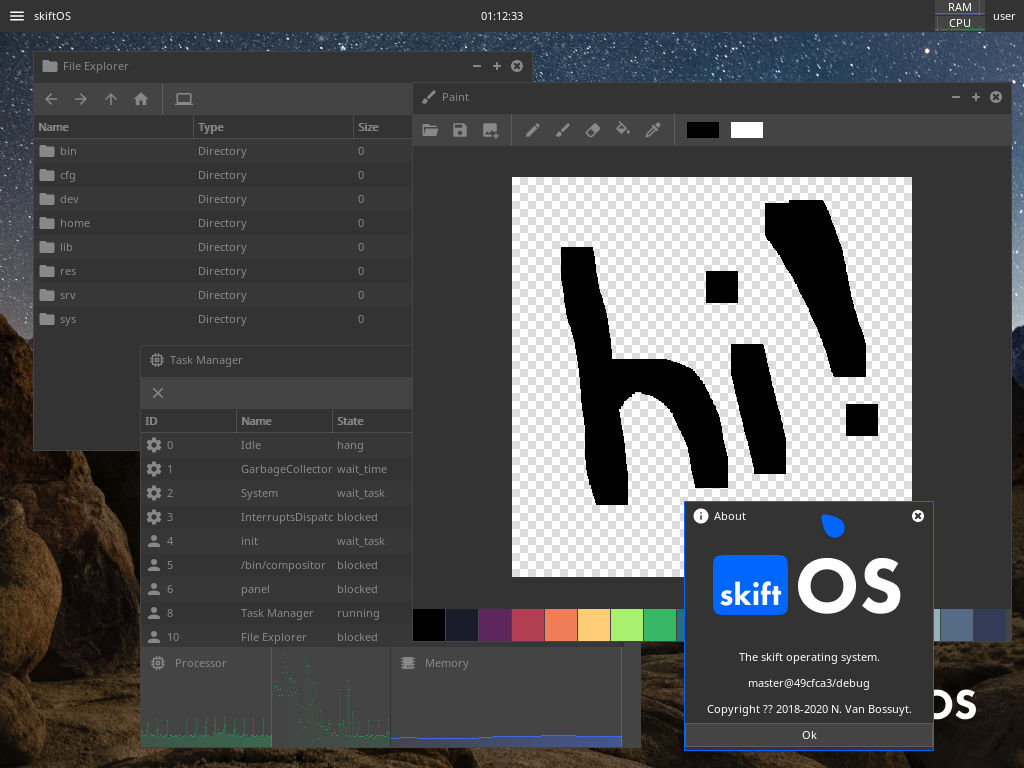 skiftOS
01:12:33
RAM
CPU
user
File Explorer
Name Type Size
bin Directory 0
cfg Directory 0
dev Directory 0
home Directory 0
lib Directory 0
res Directory 0
srv Directory 0
sys Directory 0
Task Manager
ID Name State
0 Idle hang
1 GarbageCollector wait_time
2 System wait_task
3 InterruptsDispatc blocked
4 init wait_task
5 /bin/compositor blocked
6 panel blocked
8 Task Manager running
10 File Explorer blocked
Processor
Memory
Paint
hi!
About
skift OS
The skift operating system.
master@49cfca3/debug
Copyright ?? 2018-2020 N. Van Bossuyt.
Ok
OS